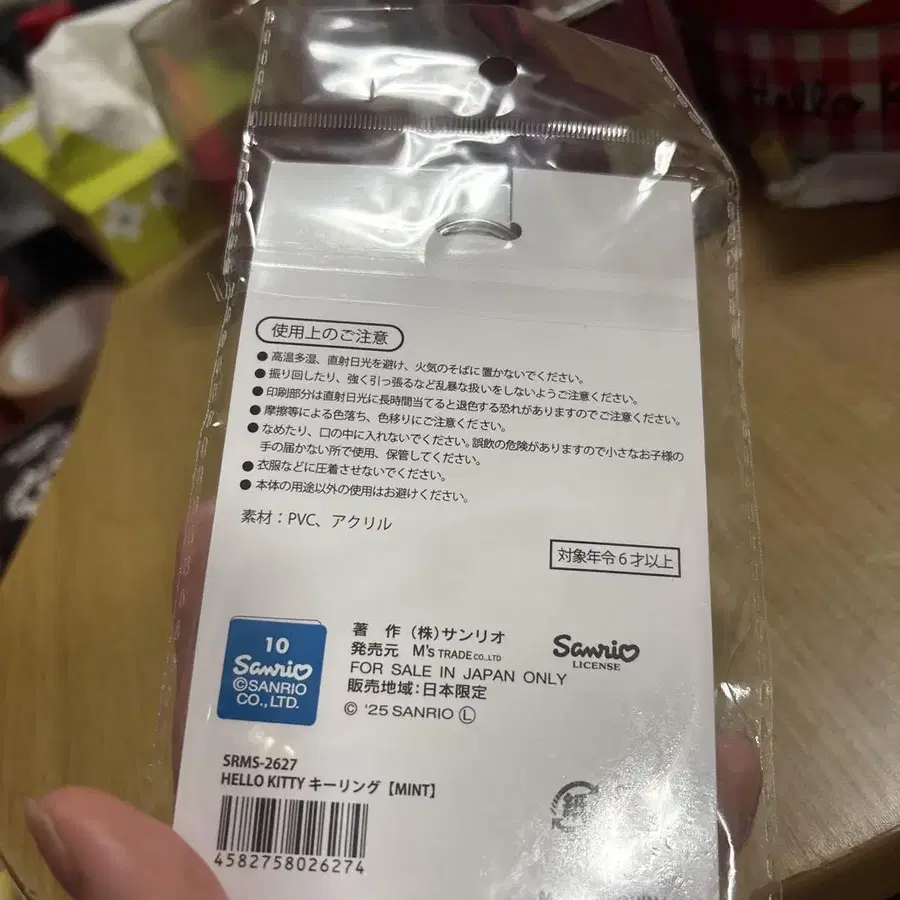 Hello K
使用上のご注意
●高温多湿、直射日光を避け、火気のそばに置かないでください。
●振り回したり、強く引っ張るなど乱暴な扱いをしないようご注意ください。
●印刷部分は直射日光に長時間当てると退色する恐れがありますのでご注意ください。
●摩擦等による色落ち、色移りにご注意ください。
●なめたり、口の中に入れないでください。誤飲の危険がありますので小さなお子様の
手の届かない所で使用、保管してください。
●衣服などに圧着させないでください。
●本体の用途以外の使用はお避けください。
素材：PVC、アクリル
対象年令6才以上
10
Sanrio
©SANRIO
CO., LTD.
著　作 (株)サンリオ
発売元 M's TRADE CO.,LTD
FOR SALE IN JAPAN ONLY
販売地域：日本限定
© '25 SANRIO Ⓛ
Sanrio
LICENSE
SRMS-2627
HELLO KITTY キーリング【MINT】
4582758026274
紙